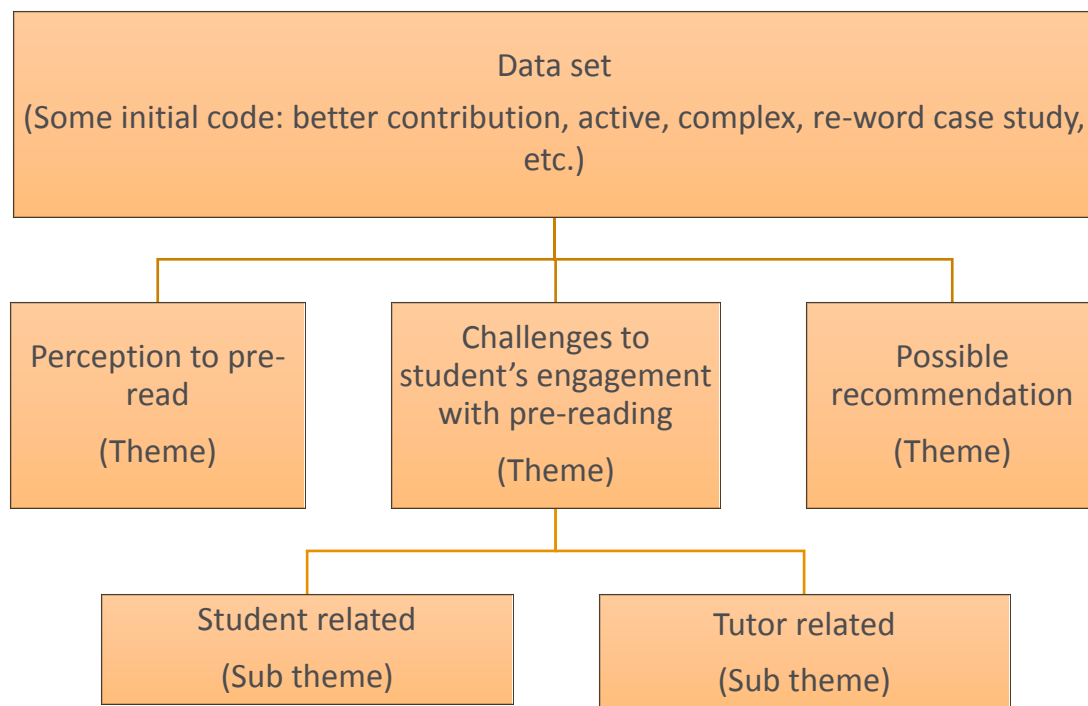 Data set
(Some initial code: better contribution, active, complex, re-word case study,
etc.)
Perception to pre-
read
(Theme)
Challenges to
student’s engagement
with pre-reading
(Theme)
Possible
recommendation
(Theme)
Student related
(Sub theme)
Tutor related
(Sub theme)